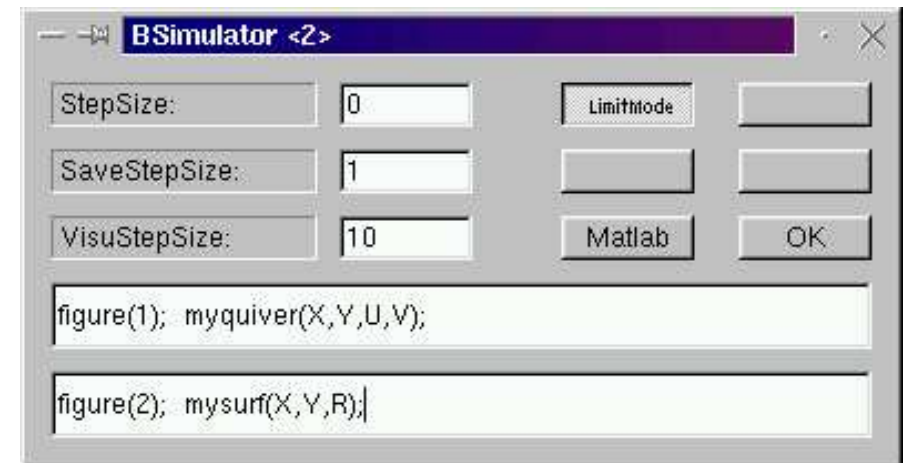 BSimulator <2>
StepSize: 0 LimitMode
SaveStepSize: 1
VisuStepSize: 10 Matlab OK
figure(1); myquiver(X,Y,U,V);
figure(2); mysurf(X,Y,R);